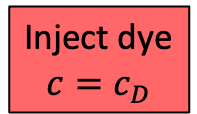 Inject dye
c = c_D